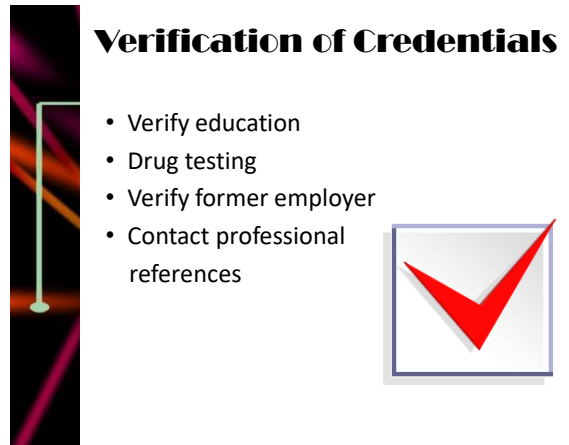 Verification of Credentials
• Verify education
• Drug testing
• Verify former employer
• Contact professional
references